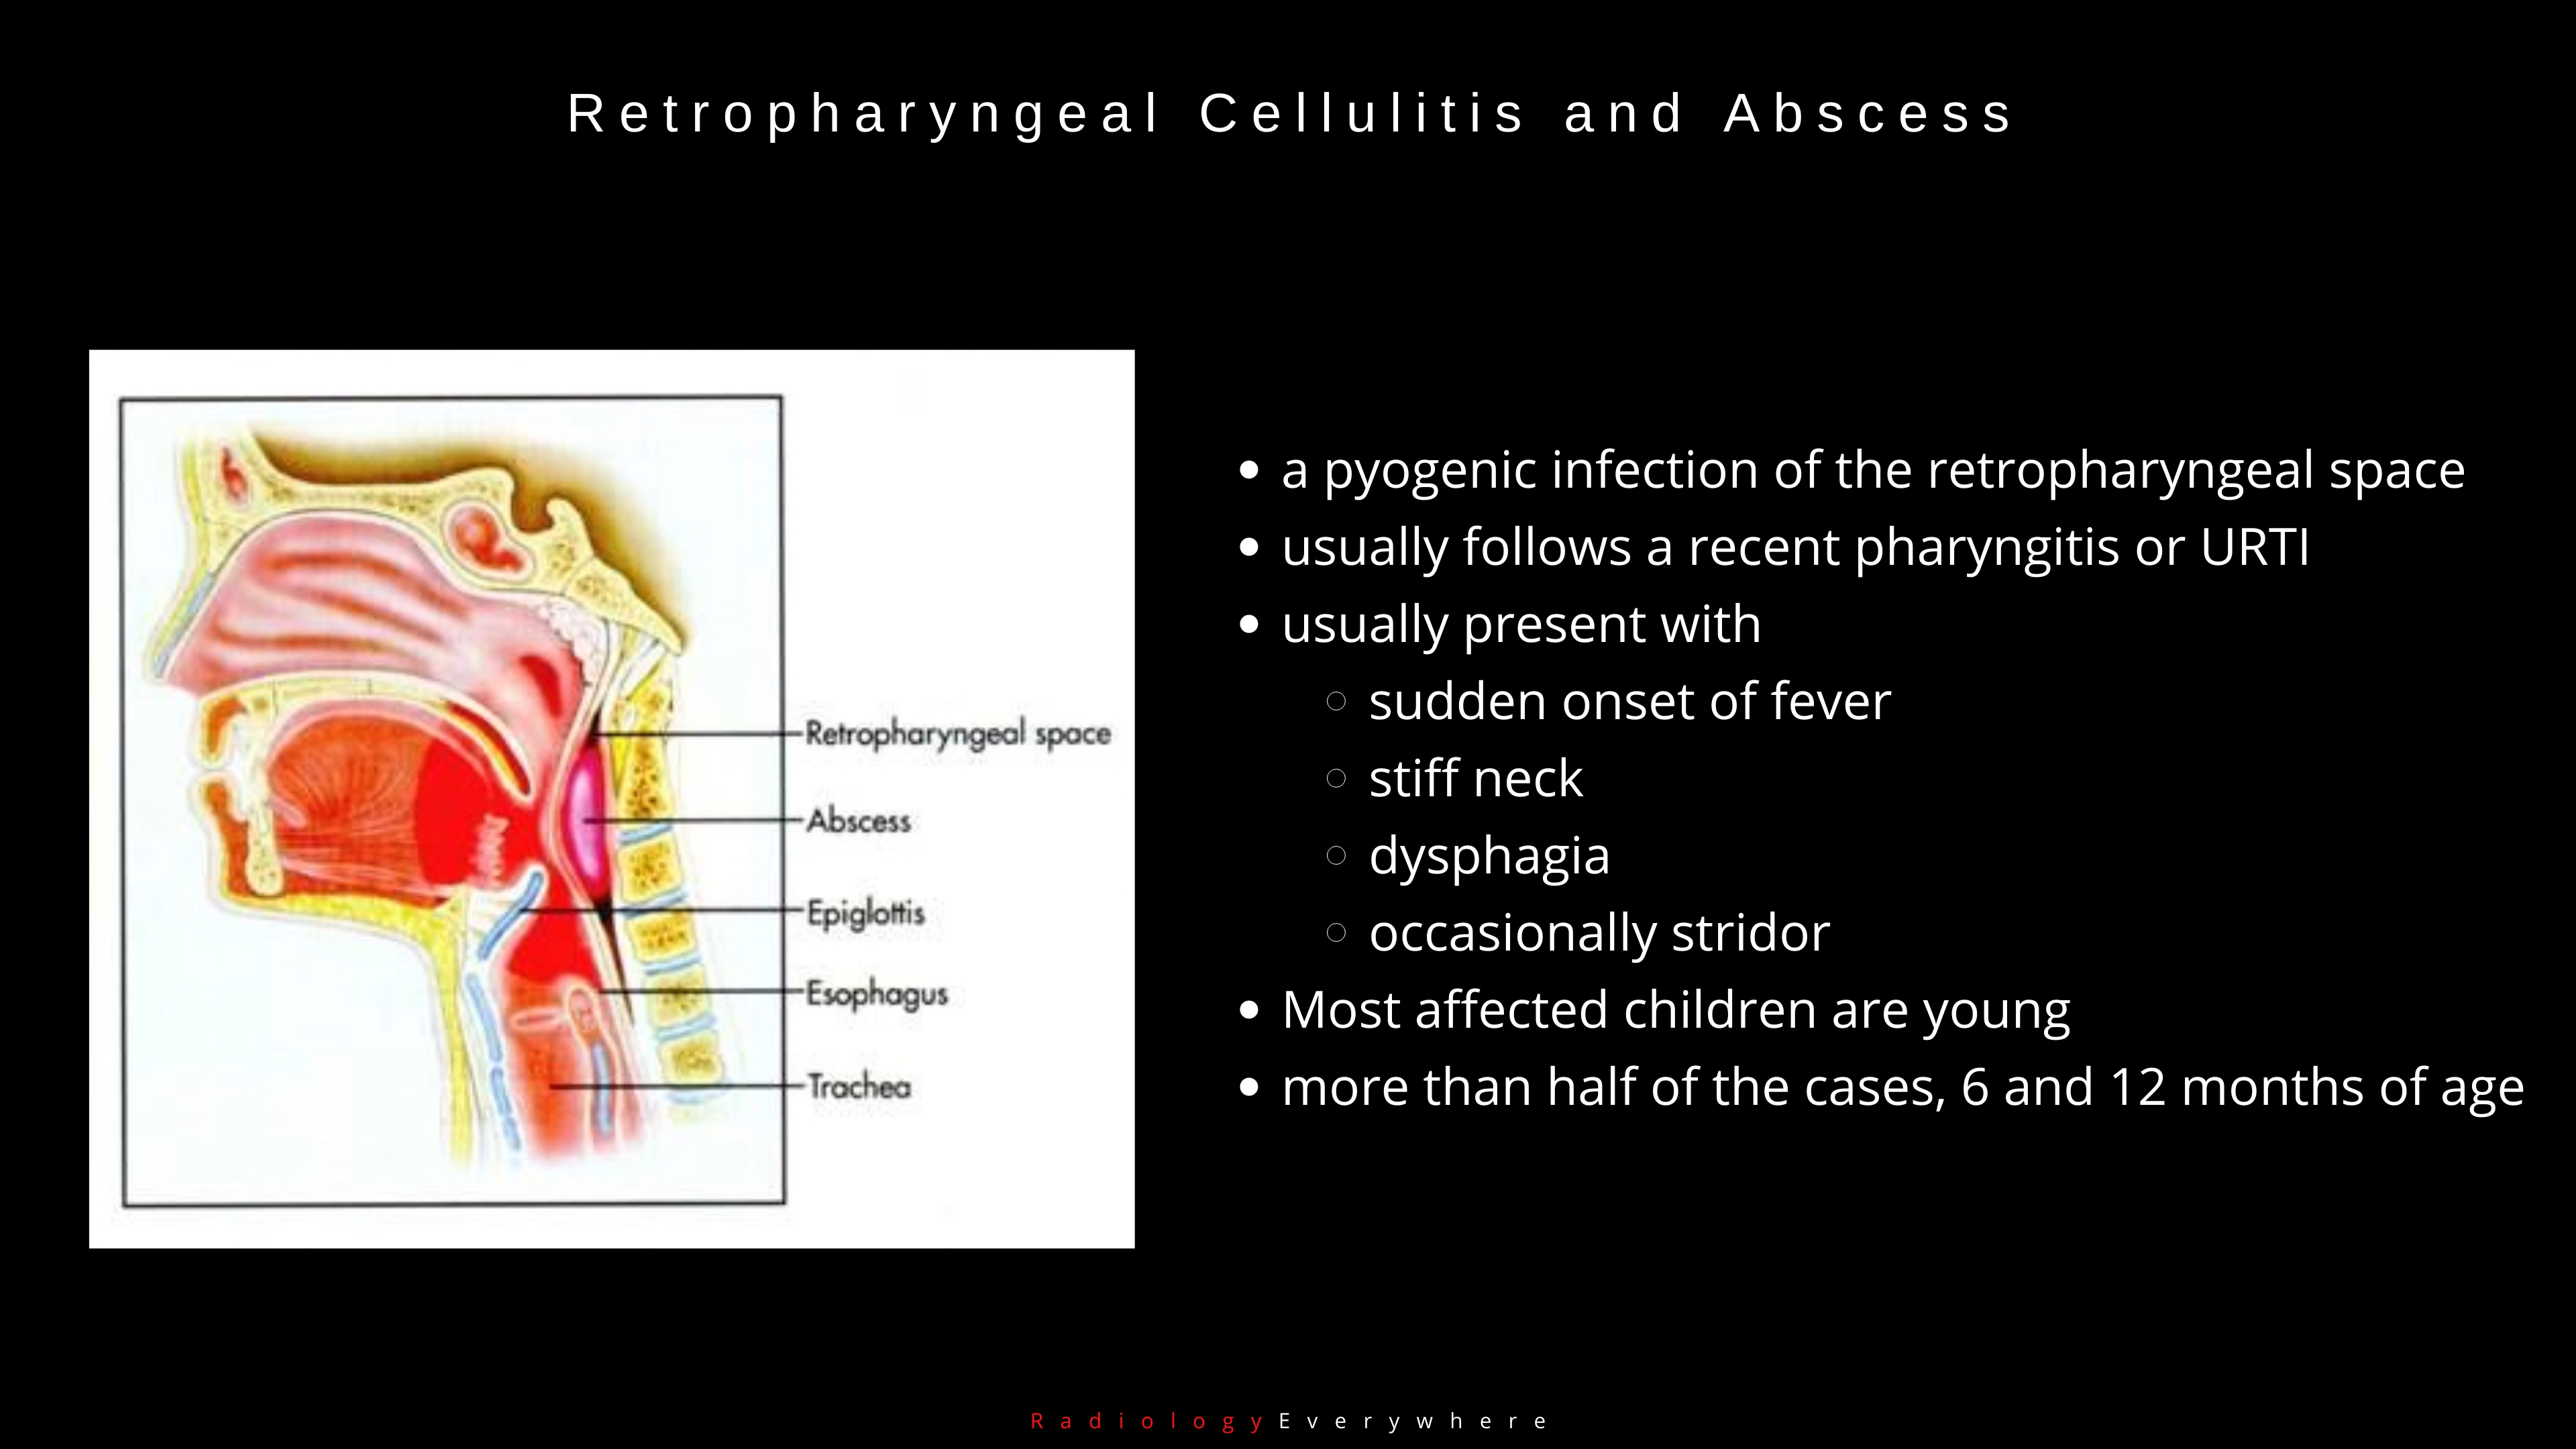 Retropharyngeal Cellulitis and Abscess
Retropharyngeal space
Abscess
Epiglottis
Esophagus
Trachea
a pyogenic infection of the retropharyngeal space
usually follows a recent pharyngitis or URTI
usually present with
sudden onset of fever
stiff neck
dysphagia
occasionally stridor
Most affected children are young
more than half of the cases, 6 and 12 months of age
RadiologyEverywhere